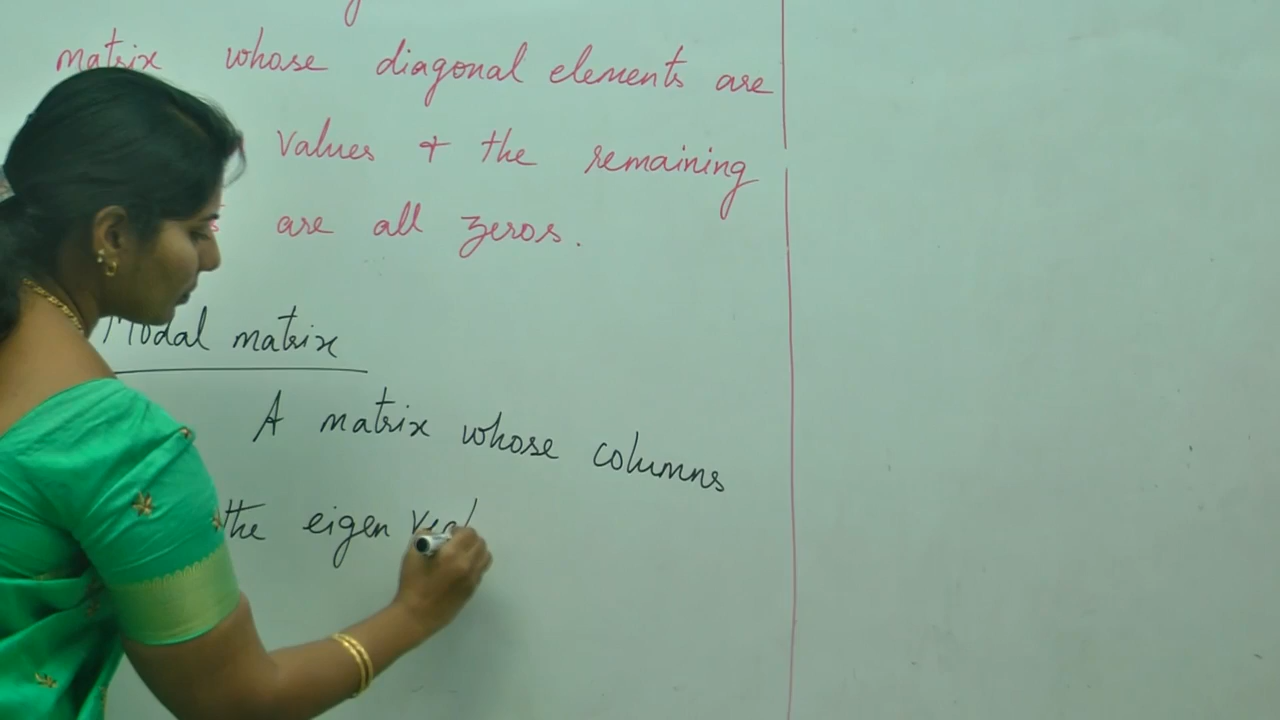 matrix whose diagonal elements are
values + the remaining
are all zeros.
Modal matrix
A matrix whose columns
the eigen